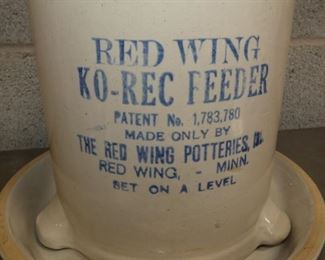 RED WING
KO-REC FEEDER
PATENT No. 1,783,780
MADE ONLY BY
THE RED WING POTTERIES, INC.
RED WING, - MINN.
SET ON A LEVEL